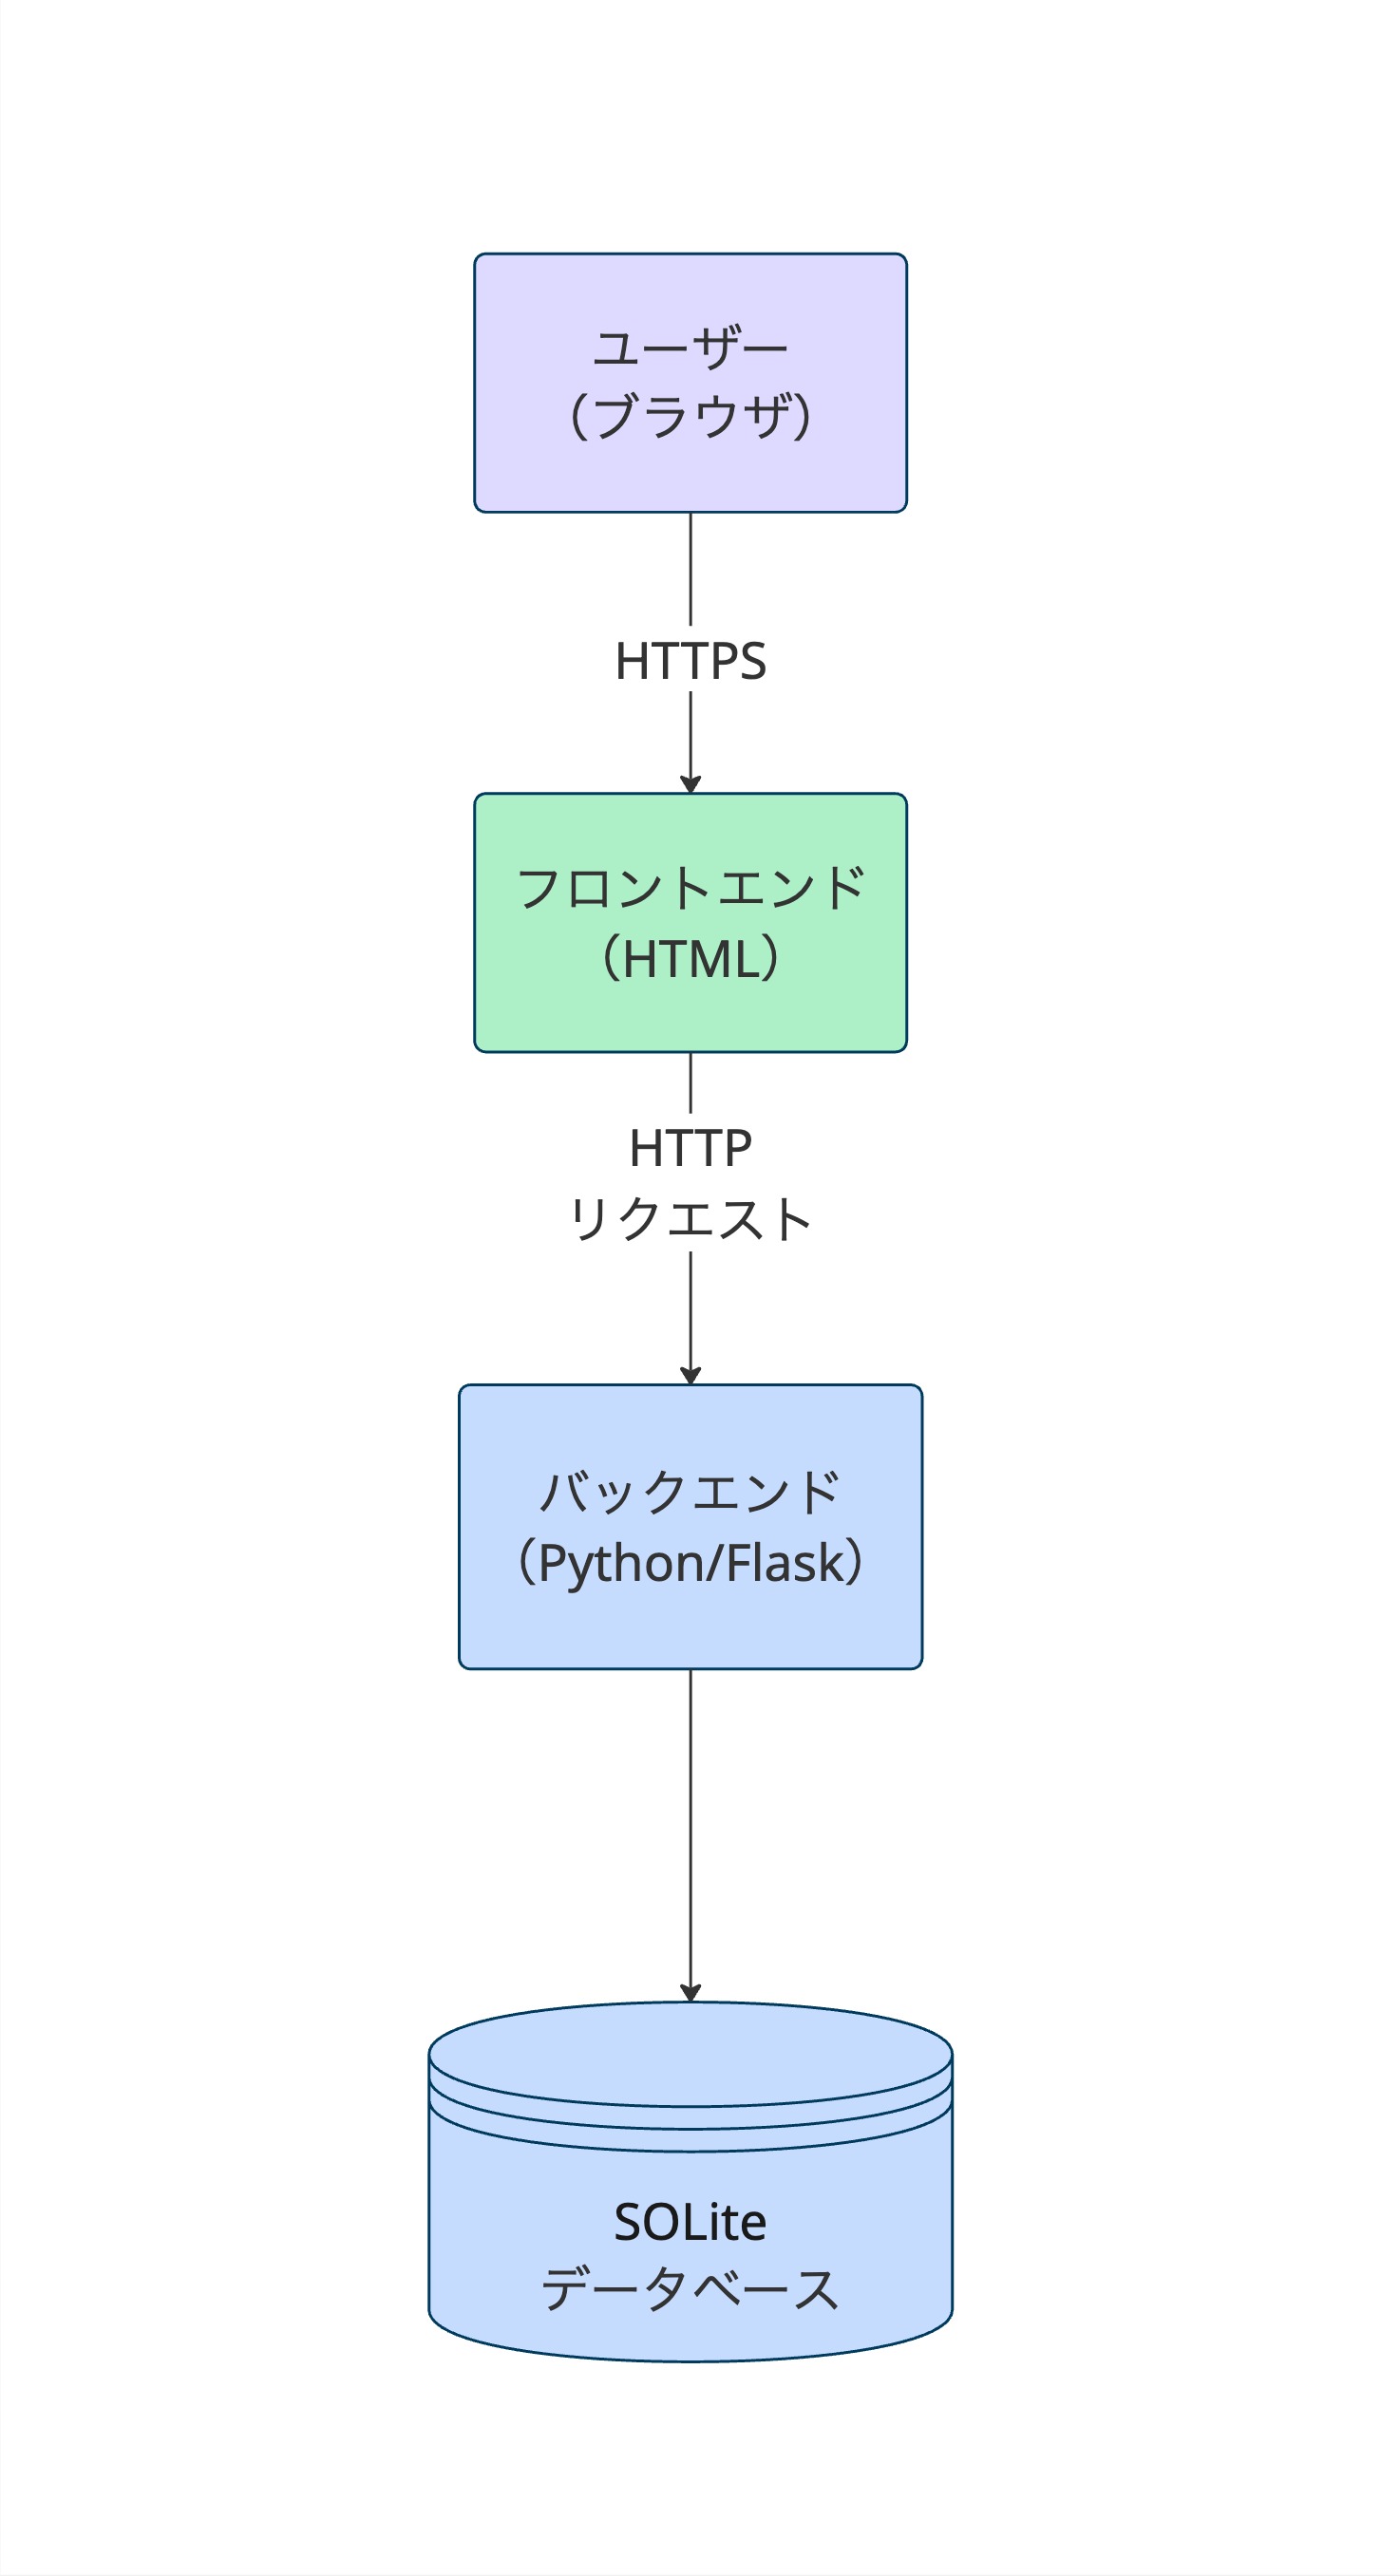 ユーザー
（ブラウザ）
HTTPS
フロントエンド
（HTML）
HTTP
リクエスト
バックエンド
（Python/Flask）
SOLite
データベース